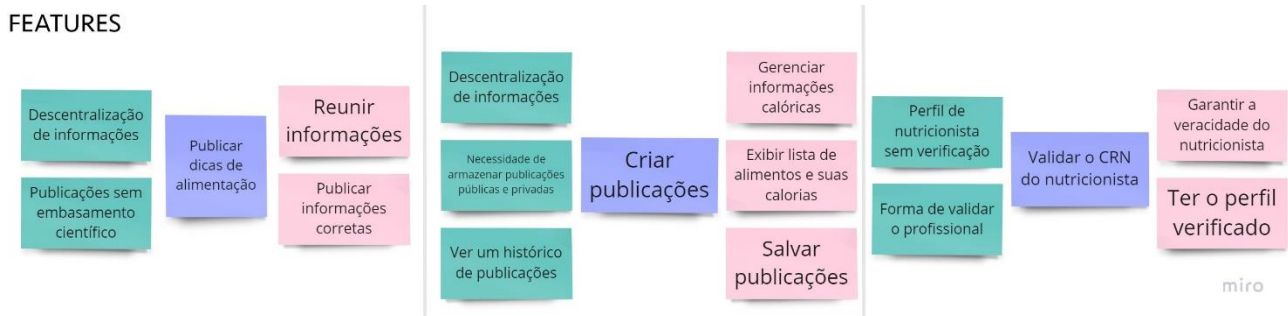 FEATURES
Descentralização
de informações
Publicações sem
embasamento
científico
Publicar
dicas de
alimentação
Reunir
informações
Publicar
informações
corretas
Descentralização
de informações
Necessidade de
armazenar publicações
públicas e privadas
Ver um histórico
de publicações
Criar
publicações
Gerenciar
informações
calóricas
Exibir lista de
alimentos e suas
calorias
Salvar
publicações
Perfil de
nutricionista
sem verificação
Forma de validar
o profissional
Validar o CRN
do nutricionista
Garantir a
veracidade do
nutricionista
Ter o perfil
verificado
miro